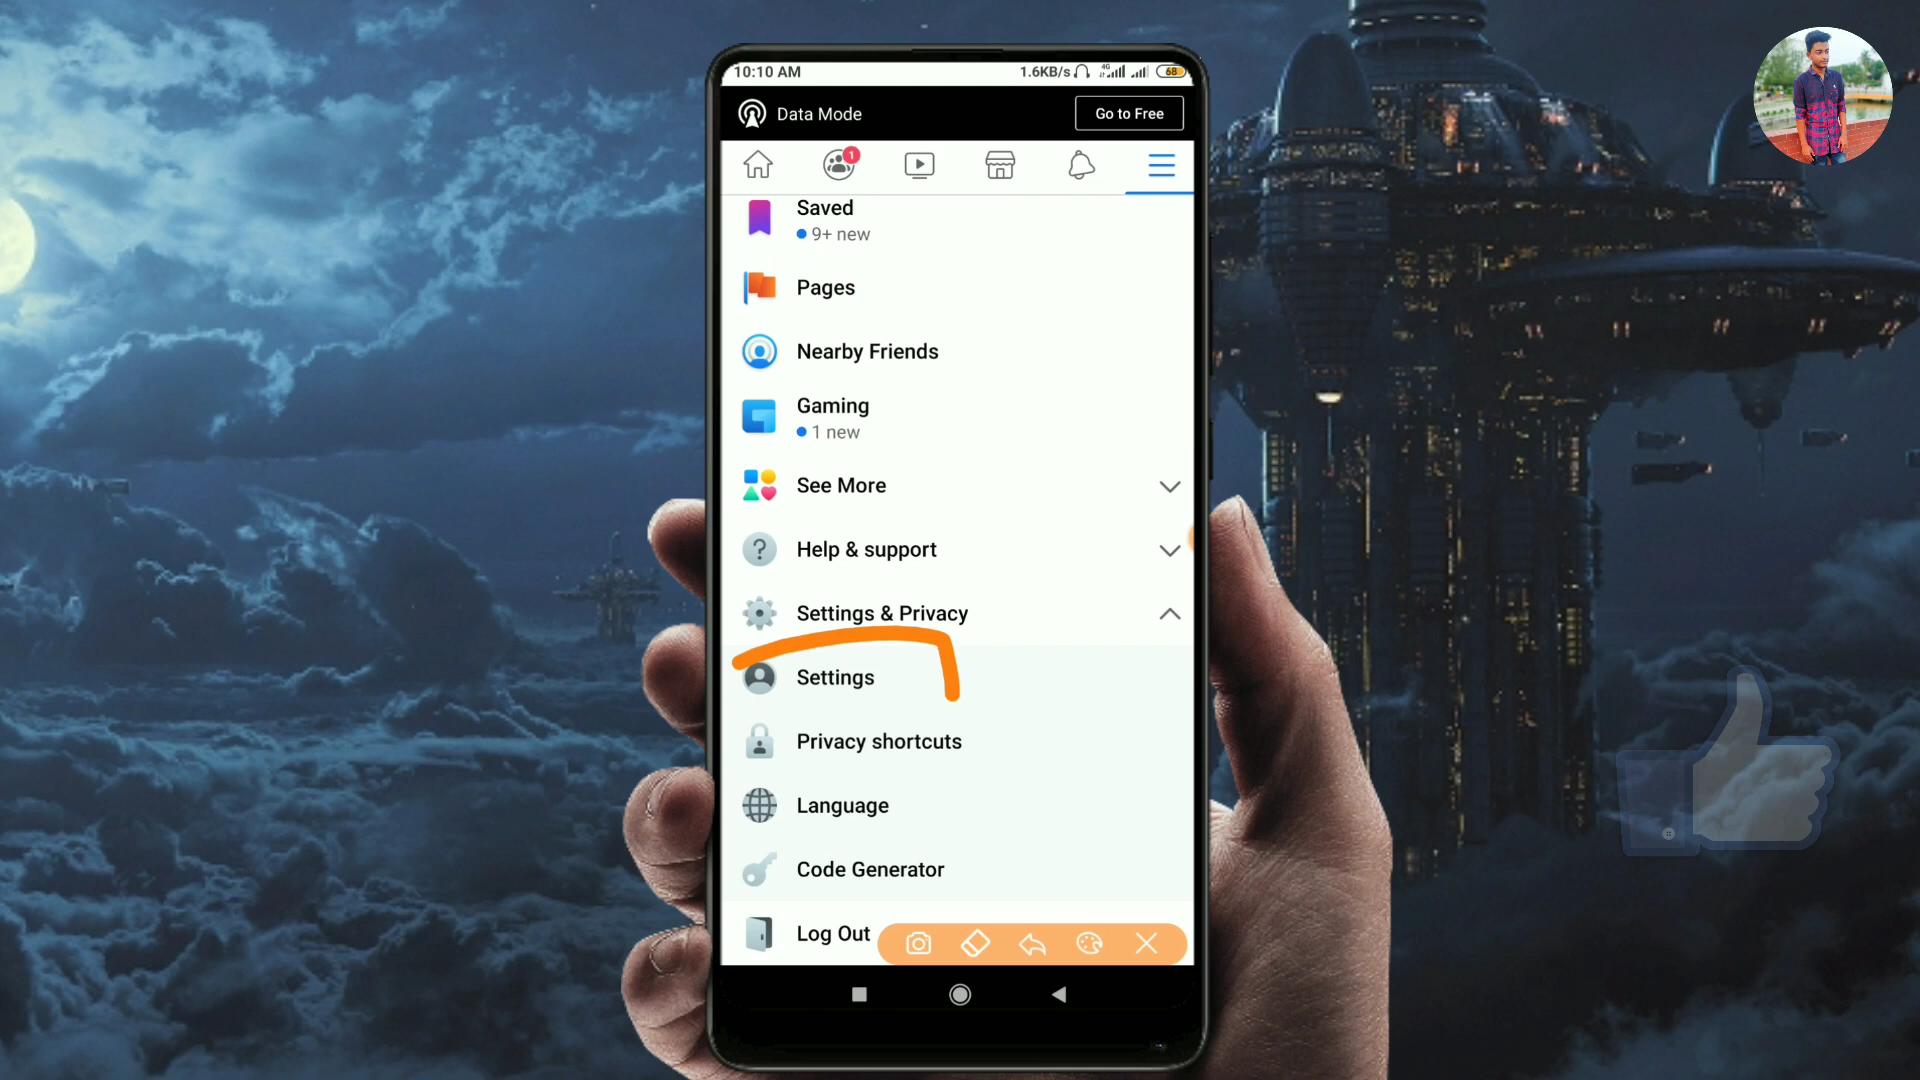 10:10 AM 1.6KB/s 4G 68
Data Mode Go to Free
1
Saved
9+ new
Pages
Nearby Friends
Gaming
1 new
See More
Help & support
Settings & Privacy
Settings
Privacy shortcuts
Language
Code Generator
Log Out